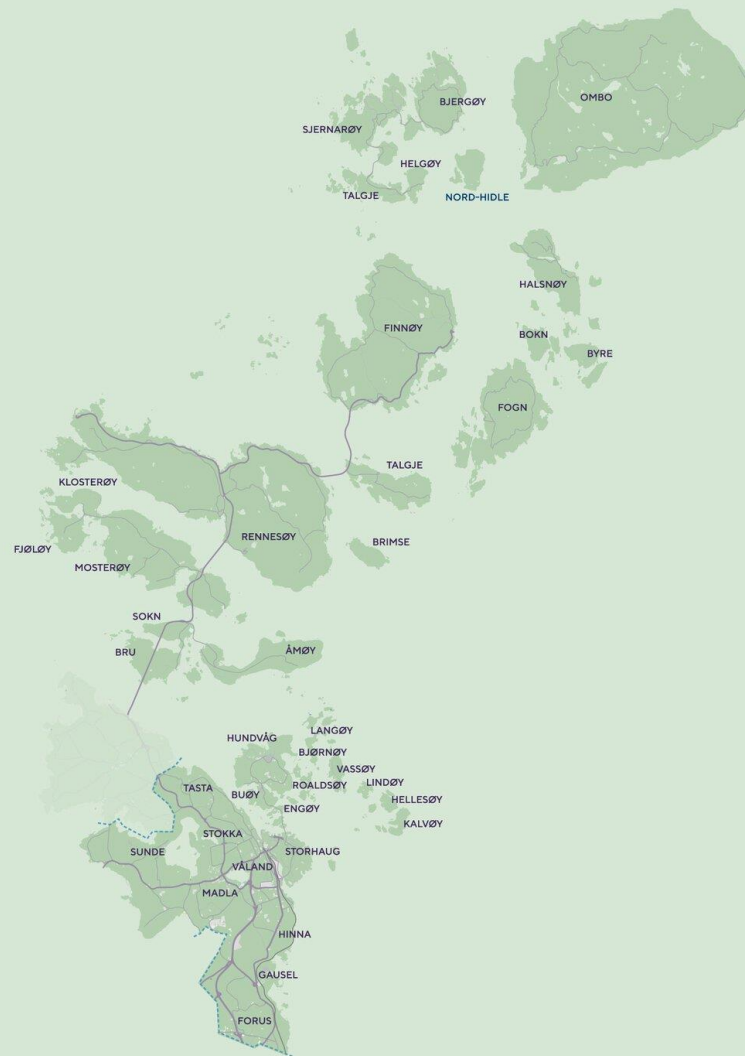 OMBO
BJERGØY
SJERNARØY
HELGØY
TALGJE
NORD-HIDLE
HALSNØY
FINNØY
BOKN
BYRE
FOGN
TALGJE
KLOSTERØY
RENNESØY
BRIMSE
FJØLØY
MOSTERØY
SOKN
BRU
ÅMØY
LANGØY
HUNDVÅG
BJØRNØY
VASSØY
LINDØY
ROALDSØY
TASTA
BUØY
HELLESØY
ENGØY
KALVØY
STOKKA
SUNDE
STORHAUG
VÅLAND
MADLA
HINNA
GAUSEL
FORUS